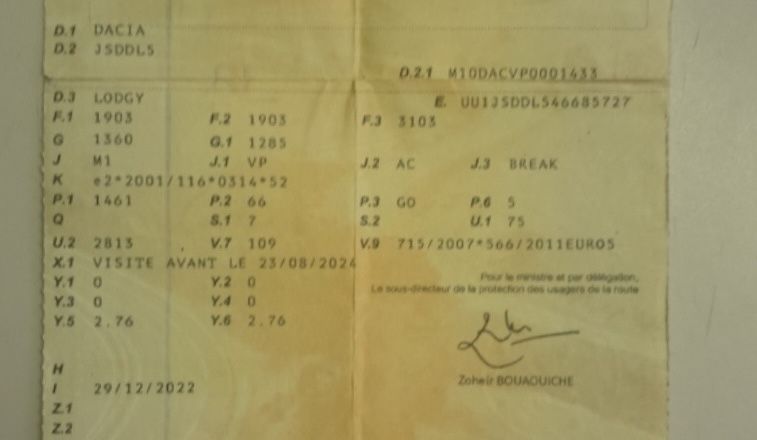 D.1 DACIA
D.2 JSDDL5
D.2.1 M10DACVP0001433
D.3 LODGY
E. UU1JSDDL546685727
F.1 1903 F.2 1903 F.3 3103
G 1360 G.1 1285
J M1 J.1 VP J.2 AC J.3 BREAK
K e2*2001/116*0314*52
P.1 1461 P.2 66 P.3 GO P.6 5
Q S.1 7 S.2 U.1 75
U.2 2813 V.7 109 V.9 715/2007*566/2011EURO5
X.1 VISITE AVANT LE 23/08/2024
Y.1 0 Y.2 0
Pour le ministre et par délégation,
Le sous-directeur de la protection des usagers de la route
Y.3 0 Y.4 0
Y.5 2.76 Y.6 2.76
H
Zoheir BOUAOUICHE
I 29/12/2022
Z.1
Z.2